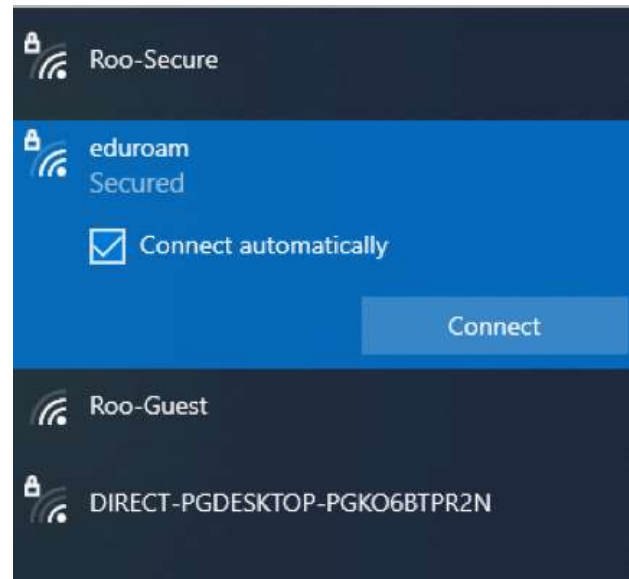 Roo-Secure
eduroam
Secured
Connect automatically
Connect
Roo-Guest
DIRECT-PGDESKTOP-PGKO6BTPR2N